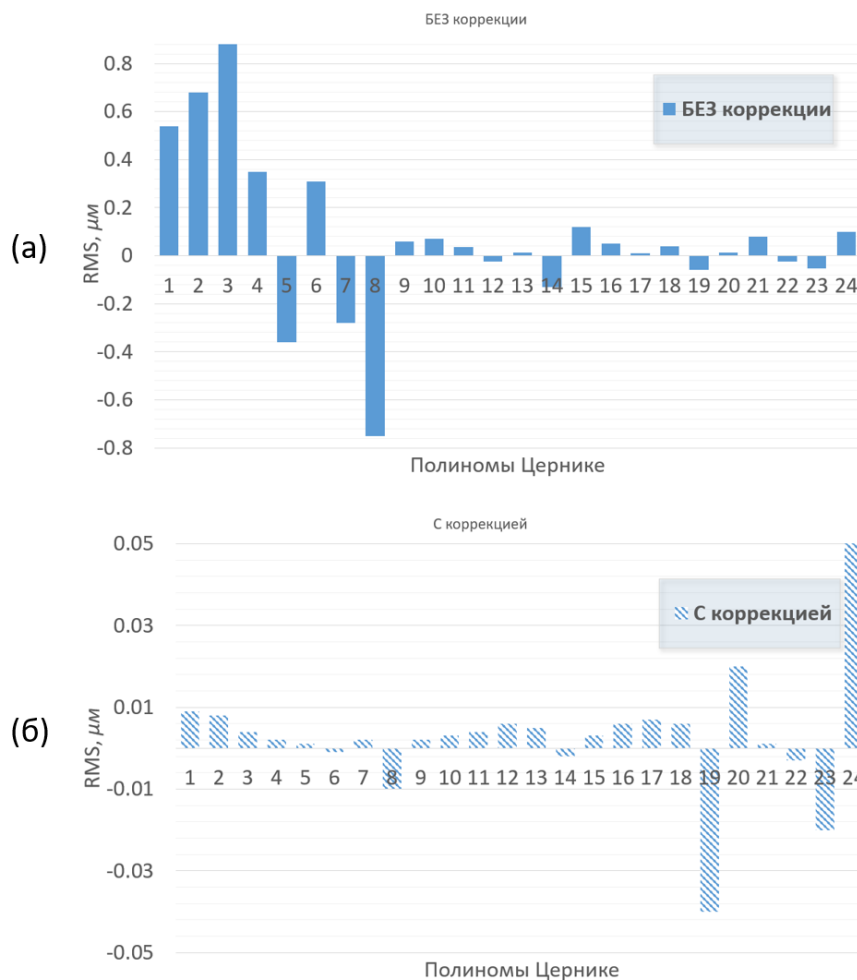 БЕЗ коррекции
0.8
0.6
0.4
0.2
0
-0.2
-0.4
-0.6
-0.8
RMS, μм
(а)
БЕЗ коррекции
1 2 3 4 5 6 7 8 9 10 11 12 13 14 15 16 17 18 19 20 21 22 23 24
Полиномы Цернике
С коррекцией
0.05
0.03
0.01
-0.01
-0.03
-0.05
RMS, μм
(б)
С коррекцией
1 2 3 4 5 6 7 8 9 10 11 12 13 14 15 16 17 18 19 20 21 22 23 24
Полиномы Цернике